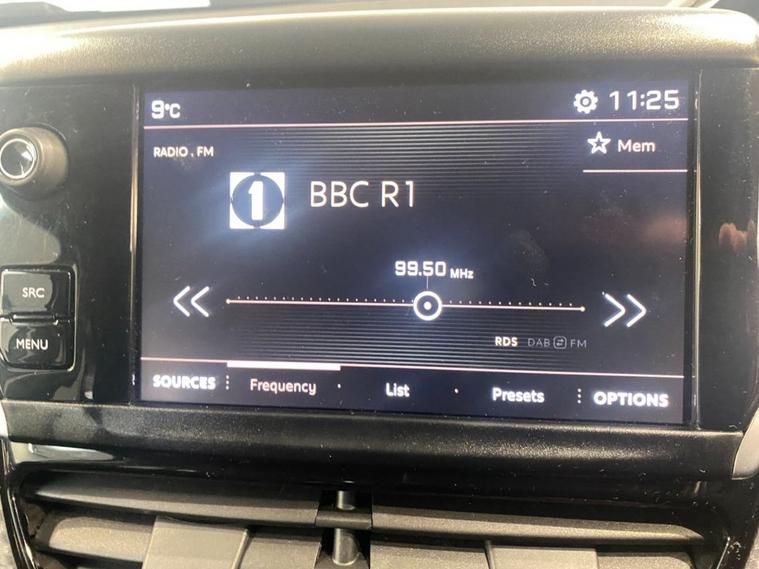 9°C
11:25
RADIO . FM
Mem
1
BBC R1
99.50 MHz
SRC
MENU
RDS DAB FM
SOURCES Frequency List Presets OPTIONS